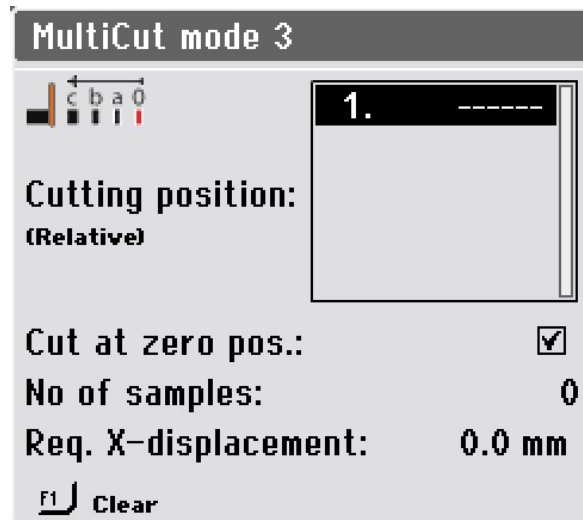 MultiCut mode 3
c b a 0
1. ------
Cutting position:
(Relative)
Cut at zero pos.:
No of samples: 0
Req. X-displacement: 0.0 mm
F1 Clear